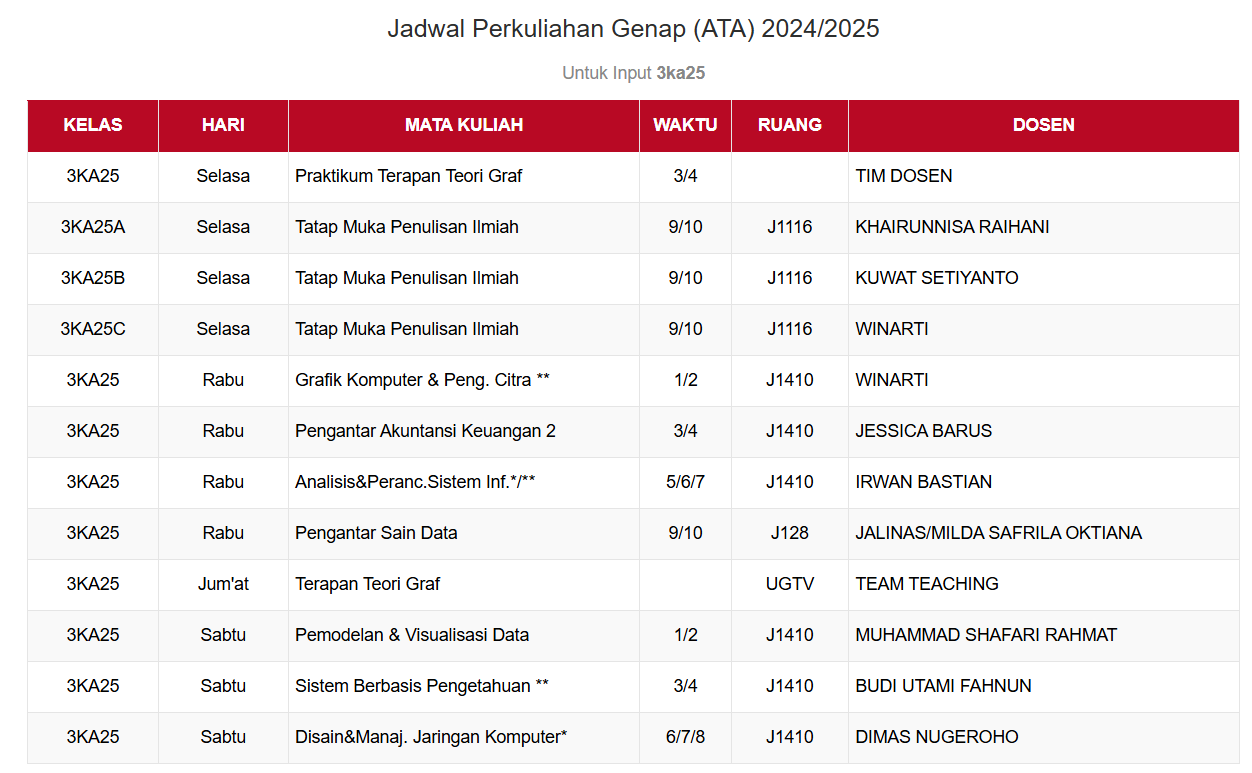 Jadwal Perkuliahan Genap (ATA) 2024/2025
Untuk Input 3ka25
KELAS HARI MATA KULIAH WAKTU RUANG DOSEN
3KA25 Selasa Praktikum Terapan Teori Graf 3/4 TIM DOSEN
3KA25A Selasa Tatap Muka Penulisan Ilmiah 9/10 J1116 KHAIRUNNISA RAIHANI
3KA25B Selasa Tatap Muka Penulisan Ilmiah 9/10 J1116 KUWAT SETIYANTO
3KA25C Selasa Tatap Muka Penulisan Ilmiah 9/10 J1116 WINARTI
3KA25 Rabu Grafik Komputer & Peng. Citra ** 1/2 J1410 WINARTI
3KA25 Rabu Pengantar Akuntansi Keuangan 2 3/4 J1410 JESSICA BARUS
3KA25 Rabu Analisis&Peranc.Sistem Inf.*/** 5/6/7 J1410 IRWAN BASTIAN
3KA25 Rabu Pengantar Sain Data 9/10 J128 JALINAS/MILDA SAFRILA OKTIANA
3KA25 Jum'at Terapan Teori Graf UGTV TEAM TEACHING
3KA25 Sabtu Pemodelan & Visualisasi Data 1/2 J1410 MUHAMMAD SHAFARI RAHMAT
3KA25 Sabtu Sistem Berbasis Pengetahuan ** 3/4 J1410 BUDI UTAMI FAHNUN
3KA25 Sabtu Disain&Manaj. Jaringan Komputer* 6/7/8 J1410 DIMAS NUGEROHO